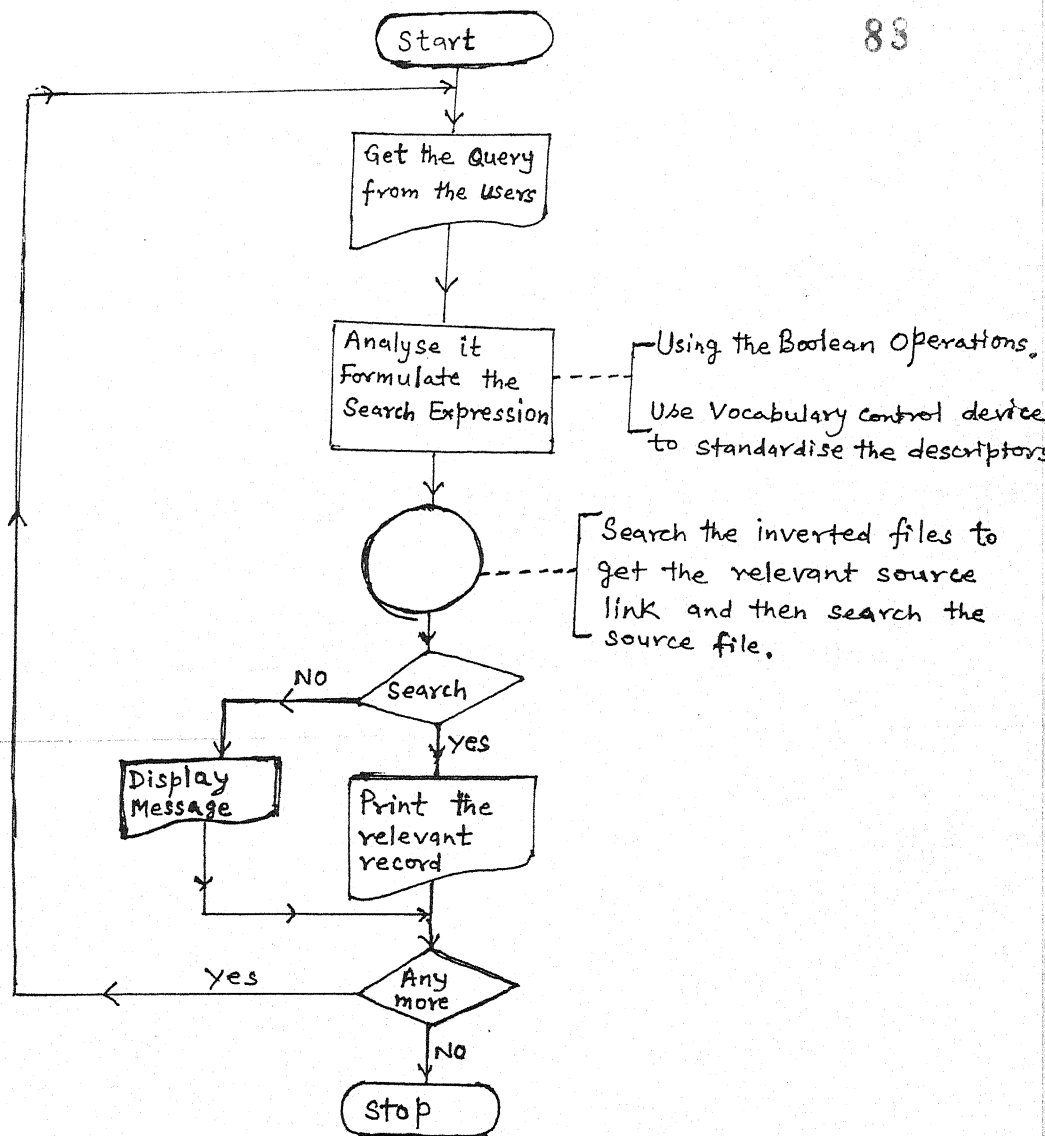 88
Start
Get the Query
from the users
Analyse it
Formulate the
Search Expression
Using the Boolean Operations.
Use Vocabulary control device
to standardise the descriptors
Search the inverted files to
get the relevant source
link and then search the
source file.
Search
NO
Yes
Display
Message
Print the
relevant
record
Any
more
Yes
NO
Stop